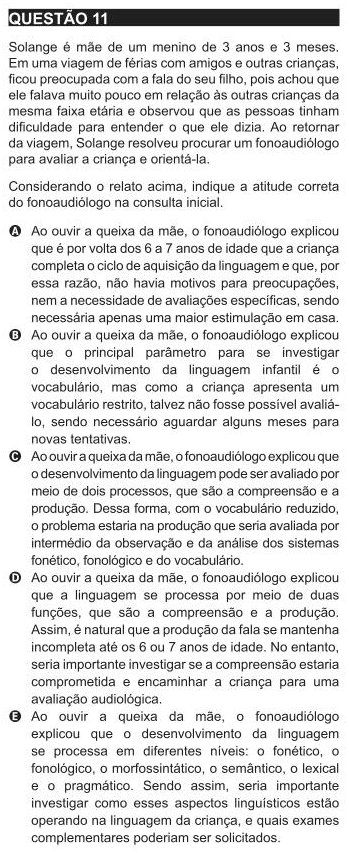 QUESTÃO 11
Solange é mãe de um menino de 3 anos e 3 meses.
Em uma viagem de férias com amigos e outras crianças,
ficou preocupada com a fala do seu filho, pois achou que
ele falava muito pouco em relação às outras crianças da
mesma faixa etária e observou que as pessoas tinham
dificuldade para entender o que ele dizia. Ao retornar
da viagem, Solange resolveu procurar um fonoaudiólogo
para avaliar a criança e orientá-la.
Considerando o relato acima, indique a atitude correta
do fonoaudiólogo na consulta inicial.
A Ao ouvir a queixa da mãe, o fonoaudiólogo explicou
que é por volta dos 6 a 7 anos de idade que a criança
completa o ciclo de aquisição da linguagem e que, por
essa razão, não havia motivos para preocupações,
nem a necessidade de avaliações específicas, sendo
necessária apenas uma maior estimulação em casa.
B Ao ouvir a queixa da mãe, o fonoaudiólogo explicou
que o principal parâmetro para se investigar
o desenvolvimento da linguagem infantil é o
vocabulário, mas como a criança apresenta um
vocabulário restrito, talvez não fosse possível avaliá-
lo, sendo necessário aguardar alguns meses para
novas tentativas.
C Ao ouvir a queixa da mãe, o fonoaudiólogo explicou que
o desenvolvimento da linguagem pode ser avaliado por
meio de dois processos, que são a compreensão e a
produção. Dessa forma, com o vocabulário reduzido,
o problema estaria na produção que seria avaliada por
intermédio da observação e da análise dos sistemas
fonético, fonológico e do vocabulário.
D Ao ouvir a queixa da mãe, o fonoaudiólogo explicou
que a linguagem se processa por meio de duas
funções, que são a compreensão e a produção.
Assim, é natural que a produção da fala se mantenha
incompleta até os 6 ou 7 anos de idade. No entanto,
seria importante investigar se a compreensão estaria
comprometida e encaminhar a criança para uma
avaliação audiológica.
E Ao ouvir a queixa da mãe, o fonoaudiólogo
explicou que o desenvolvimento da linguagem
se processa em diferentes níveis: o fonético, o
fonológico, o morfossintático, o semântico, o lexical
e o pragmático. Sendo assim, seria importante
investigar como esses aspectos linguísticos estão
operando na linguagem da criança, e quais exames
complementares poderiam ser solicitados.